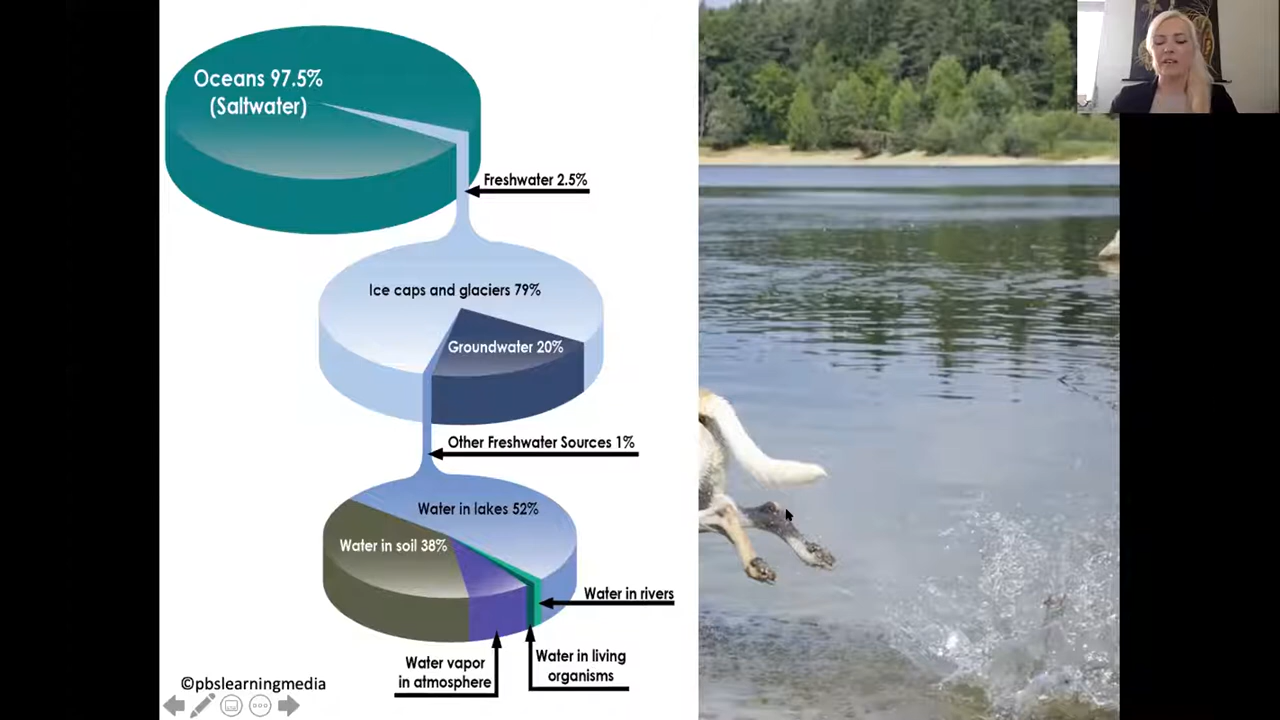 Oceans 97.5%
(Saltwater)
Freshwater 2.5%
Ice caps and glaciers 79%
Groundwater 20%
Other Freshwater Sources 1%
Water in lakes 52%
Water in soil 38%
Water in rivers
Water vapor
in atmosphere
Water in living
organisms
©pbslearningmedia